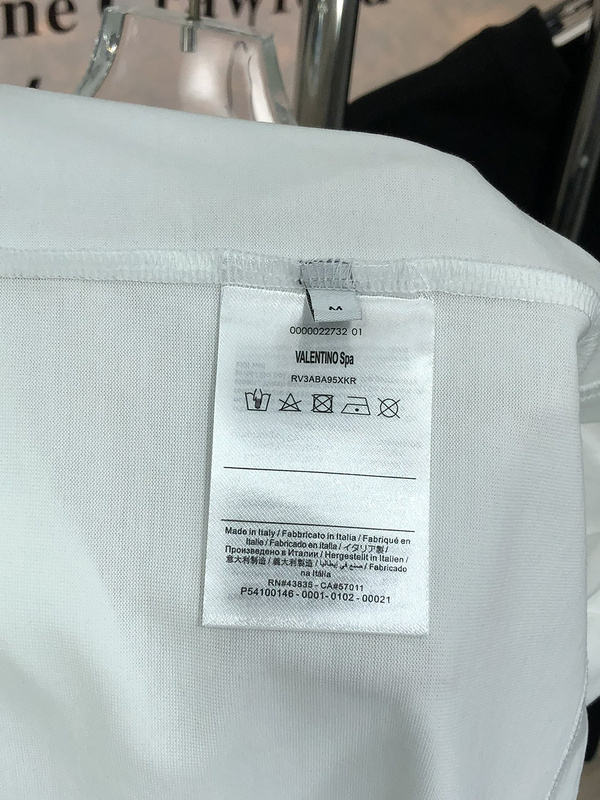 M
0000022732 01
VALENTINO Spa
RV3ABA95XKR
Made in Italy / Fabbricato in Italia / Fabriqué en
Italie / Fabricado en Italia / イタリア製 /
Произведено в Италии / Hergestellt in Italien /
意大利制造 / 義大利製造 / صنع في إيطاليا / Fabricado
na Itália
RN#43835 - CA#57011
P54100146 - 0001- 0102 - 00021